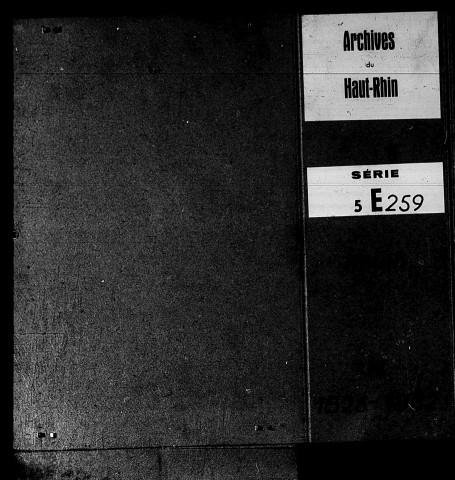 Archives
du
Haut-Rhin
SÉRIE
5 E 259